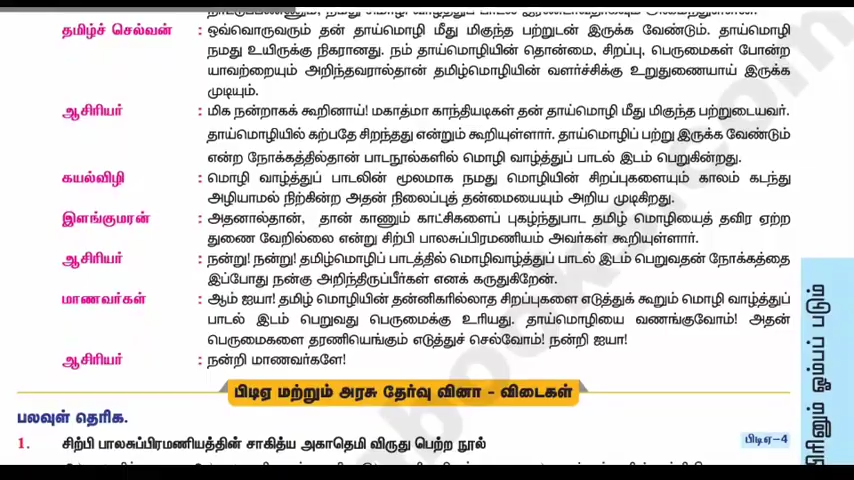 தமிழ்ச் செல்வன் : ஒவ்வொருவரும் தன் தாய்மொழி மீது மிகுந்த பற்றுடன் இருக்க வேண்டும். தாய்மொழி
நமது உயிருக்கு நிகரானது. நம் தாய்மொழியின் தொன்மை, சிறப்பு, பெருமைகள் போன்ற
யாவற்றையும் அறிந்தவரால்தான் தமிழ்மொழியின் வளர்ச்சிக்கு உறுதுணையாய் இருக்க
முடியும்.
ஆசிரியர் : மிக நன்றாகக் கூறினாய்! மகாத்மா காந்தியடிகள் தன் தாய்மொழி மீது மிகுந்த பற்றுடையவர்.
தாய்மொழியில் கற்பதே சிறந்தது என்றும் கூறியுள்ளார். தாய்மொழிப் பற்று இருக்க வேண்டும்
என்ற நோக்கத்தில்தான் பாடநூல்களில் மொழி வாழ்த்துப் பாடல் இடம் பெறுகின்றது.
கயல்விழி : மொழி வாழ்த்துப் பாடலின் மூலமாக நமது மொழியின் சிறப்புகளையும் காலம் கடந்து
அழியாமல் நிற்கின்ற அதன் நிலைப்புத் தன்மையையும் அறிய முடிகிறது.
இளங்குமரன் : அதனால்தான், தான் காணும் காட்சிகளைப் புகழ்ந்துபாட தமிழ் மொழியைத் தவிர ஏற்ற
துணை வேறில்லை என்று சிற்பி பாலசுப்பிரமணியம் அவர்கள் கூறியுள்ளார்.
ஆசிரியர் : நன்று! நன்று! தமிழ்மொழிப் பாடத்தில் மொழிவாழ்த்துப் பாடல் இடம் பெறுவதன் நோக்கத்தை
இப்போது நன்கு அறிந்திருப்பீர்கள் எனக் கருதுகிறேன்.
மாணவர்கள் : ஆம் ஐயா! தமிழ் மொழியின் தன்னிகரில்லாத சிறப்புகளை எடுத்துக் கூறும் மொழி வாழ்த்துப்
பாடல் இடம் பெறுவது பெருமைக்கு உரியது. தாய்மொழியை வணங்குவோம்! அதன்
பெருமைகளை தரணியெங்கும் எடுத்துச் செல்வோம்! நன்றி ஐயா!
ஆசிரியர் : நன்றி மாணவர்களே!
பிடிஏ மற்றும் அரசு தேர்வு வினா - விடைகள்
பலவுள் தெரிக.
1. சிற்பி பாலசுப்பிரமணியத்தின் சாகித்ய அகாதெமி விருது பெற்ற நூல் பிடிஏ-4
ஓம்பப் படும்